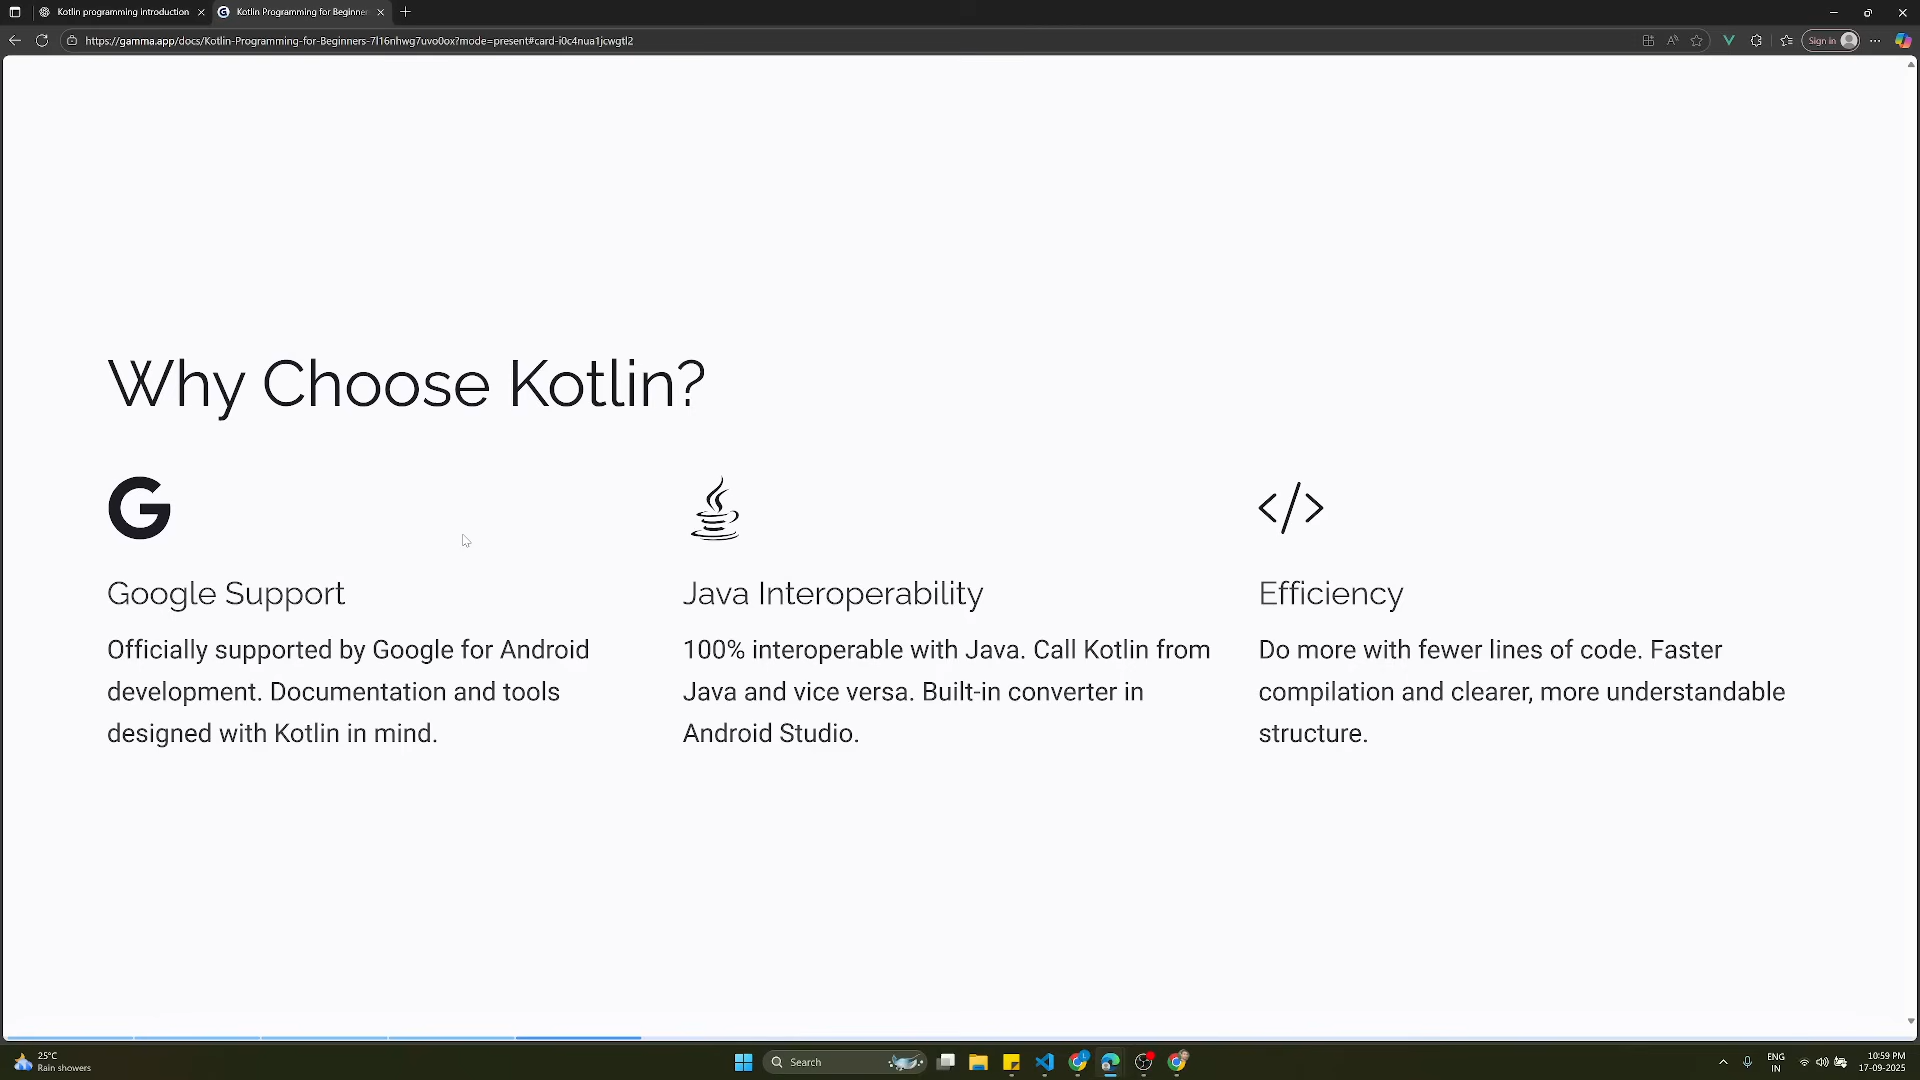 Kotlin programming introduction
Kotlin Programming for Beginner
https://gamma.app/docs/Kotlin-Programming-for-Beginners-7l16nhwg7uvo0ox?mode=present#card-i0c4nua1jcwgtl2
Sign in
Why Choose Kotlin?
Google Support
Officially supported by Google for Android
development. Documentation and tools
designed with Kotlin in mind.
Java Interoperability
100% interoperable with Java. Call Kotlin from
Java and vice versa. Built-in converter in
Android Studio.
Efficiency
Do more with fewer lines of code. Faster
compilation and clearer, more understandable
structure.
25°C
Rain showers
Search
ENG
IN
10:59 PM
17-09-2025